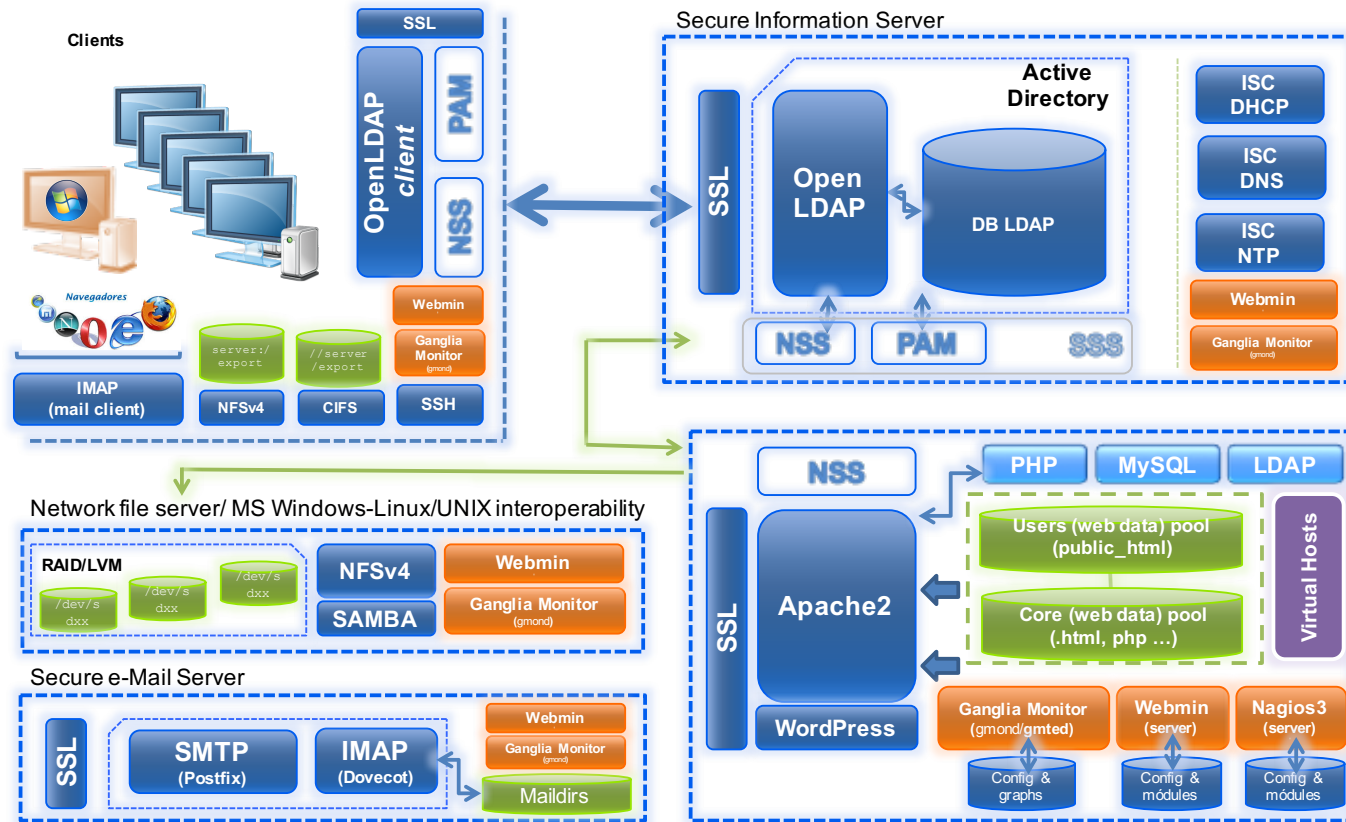 Clients
SSL
OpenLDAP
client
PAM
NSS
Navegadores
IMAP
(mail client)
server:/
export
NFSv4
//server
/export
CIFS
Webmin
Ganglia
Monitor
(gmond)
SSH
Secure Information Server
SSL
Active
Directory
Open
LDAP
DB LDAP
NSS
PAM
SSS
ISC
DHCP
ISC
DNS
ISC
NTP
Webmin
Ganglia Monitor
(gmond)
Network file server/ MS Windows-Linux/UNIX interoperability
RAID/LVM
/dev/s
dxx
/dev/s
dxx
/dev/s
dxx
NFSv4
SAMBA
Webmin
Ganglia Monitor
(gmond)
Secure e-Mail Server
SSL
SMTP
(Postfix)
IMAP
(Dovecot)
Webmin
Ganglia Monitor
(gmond)
Maildirs
NSS
PHP
MySQL
LDAP
SSL
Apache2
WordPress
Users (web data) pool
(public_html)
Core (web data) pool
(.html, php ...)
Virtual Hosts
Ganglia Monitor
(gmond/gmted)
Webmin
(server)
Nagios3
(server)
Config &
graphs
Config &
módules
Config &
módules